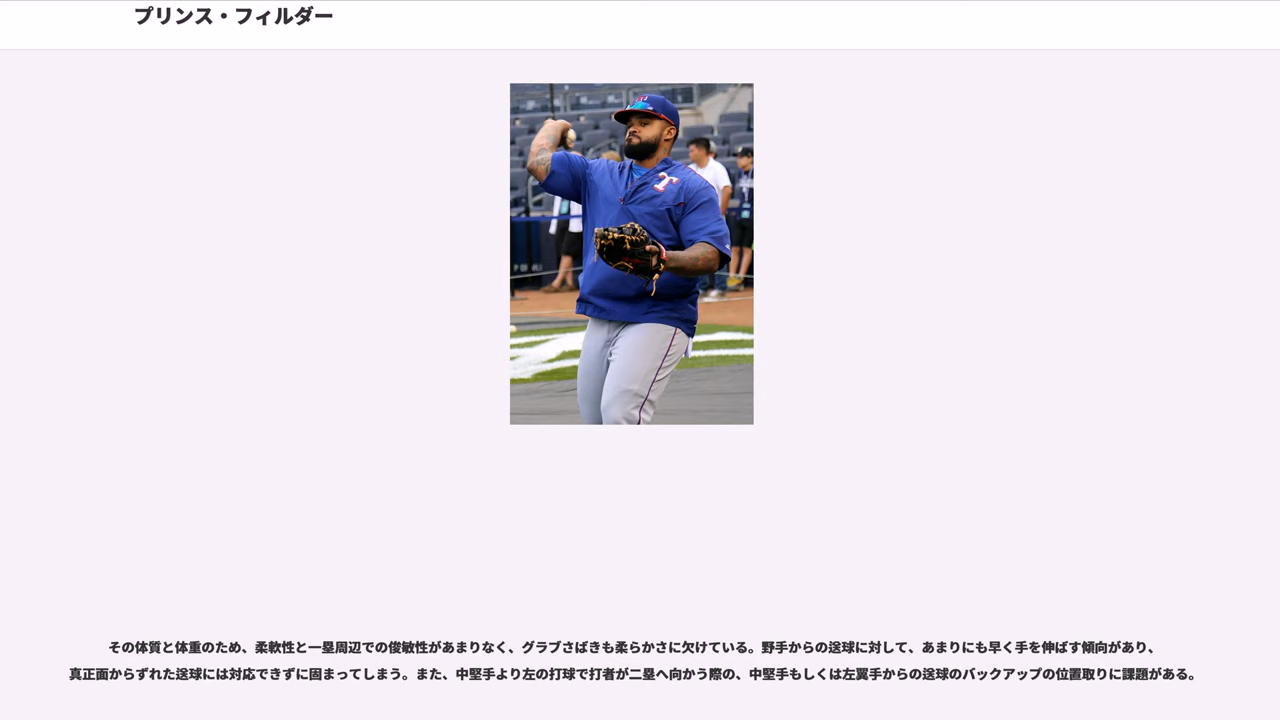 プリンス・フィルダー
T
その体質と体重のため、柔軟性と一塁周辺での俊敏性があまりなく、グラブさばきも柔らかさに欠けている。野手からの送球に対して、あまりにも早く手を伸ばす傾向があり、
真正面からずれた送球には対応できずに固まってしまう。また、中堅手より左の打球で打者が二塁へ向かう際の、中堅手もしくは左翼手からの送球のバックアップの位置取りに課題がある。